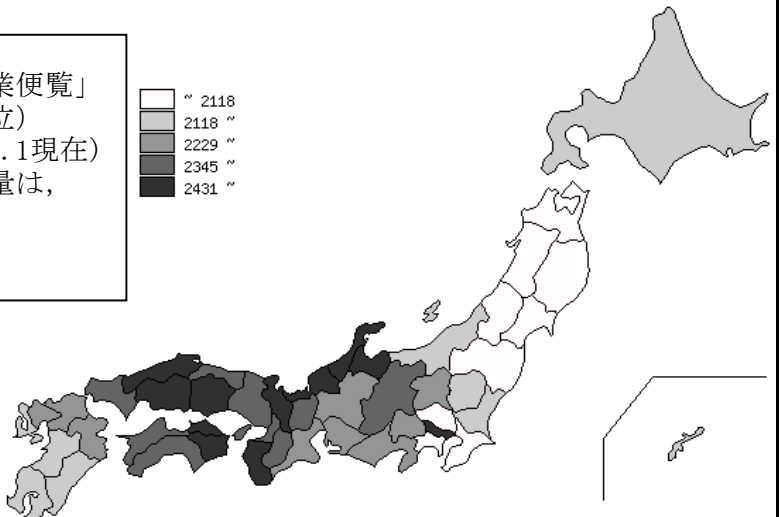 業便覧」
位）
.1現在）
量は，
~ 2118
2118 ~
2229 ~
2345 ~
2431 ~